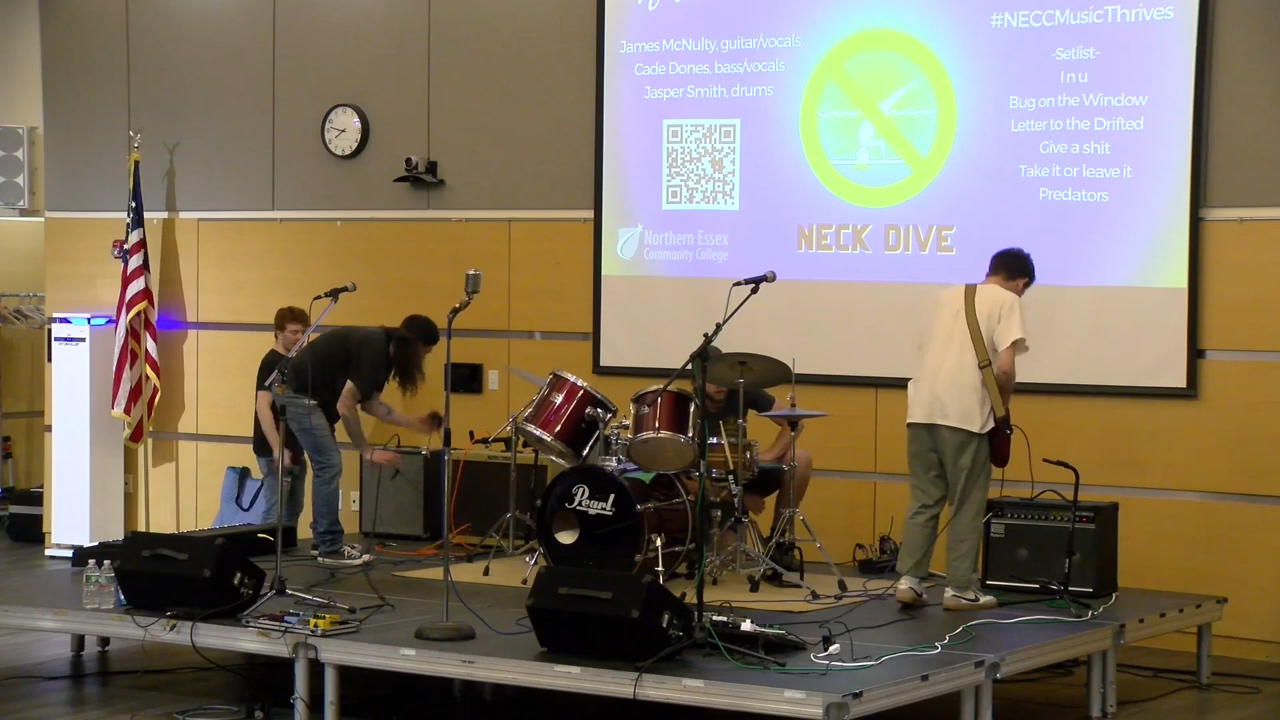 #NECCMusicThrives
James McNulty, guitar/vocals
Cade Dones, bass/vocals
Jasper Smith, drums
-Setlist-
I n u
Bug on the Window
Letter to the Drifted
Give a shit
Take it or leave it
Predators
NECK DIVE
Northern Essex
Community College
Pearl
Roland